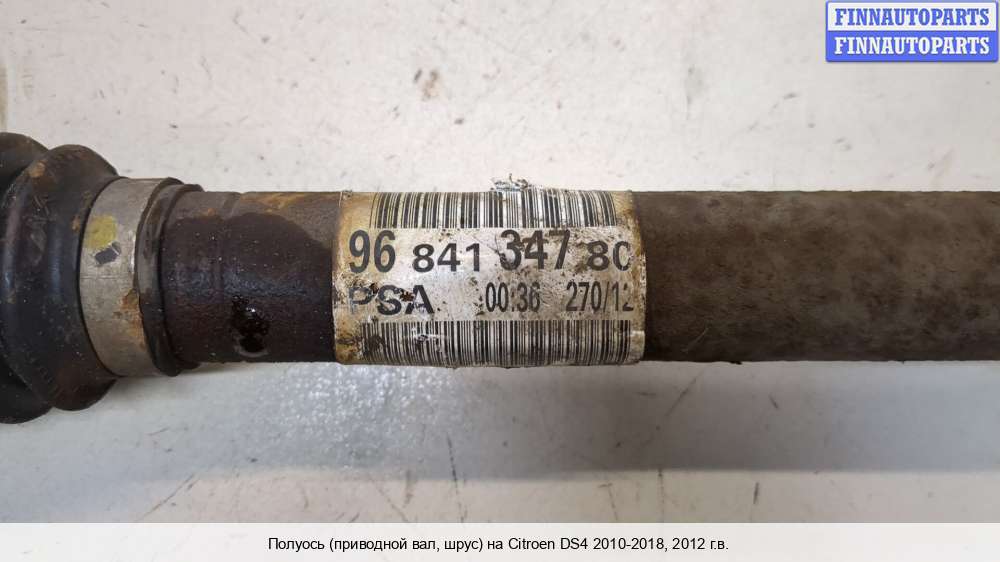 FINNAUTOPARTS
FINNAUTOPARTS
96 841 347 80
PSA 00:36 270/12
Полуось (приводной вал, шрус) на Citroen DS4 2010-2018, 2012 г.в.